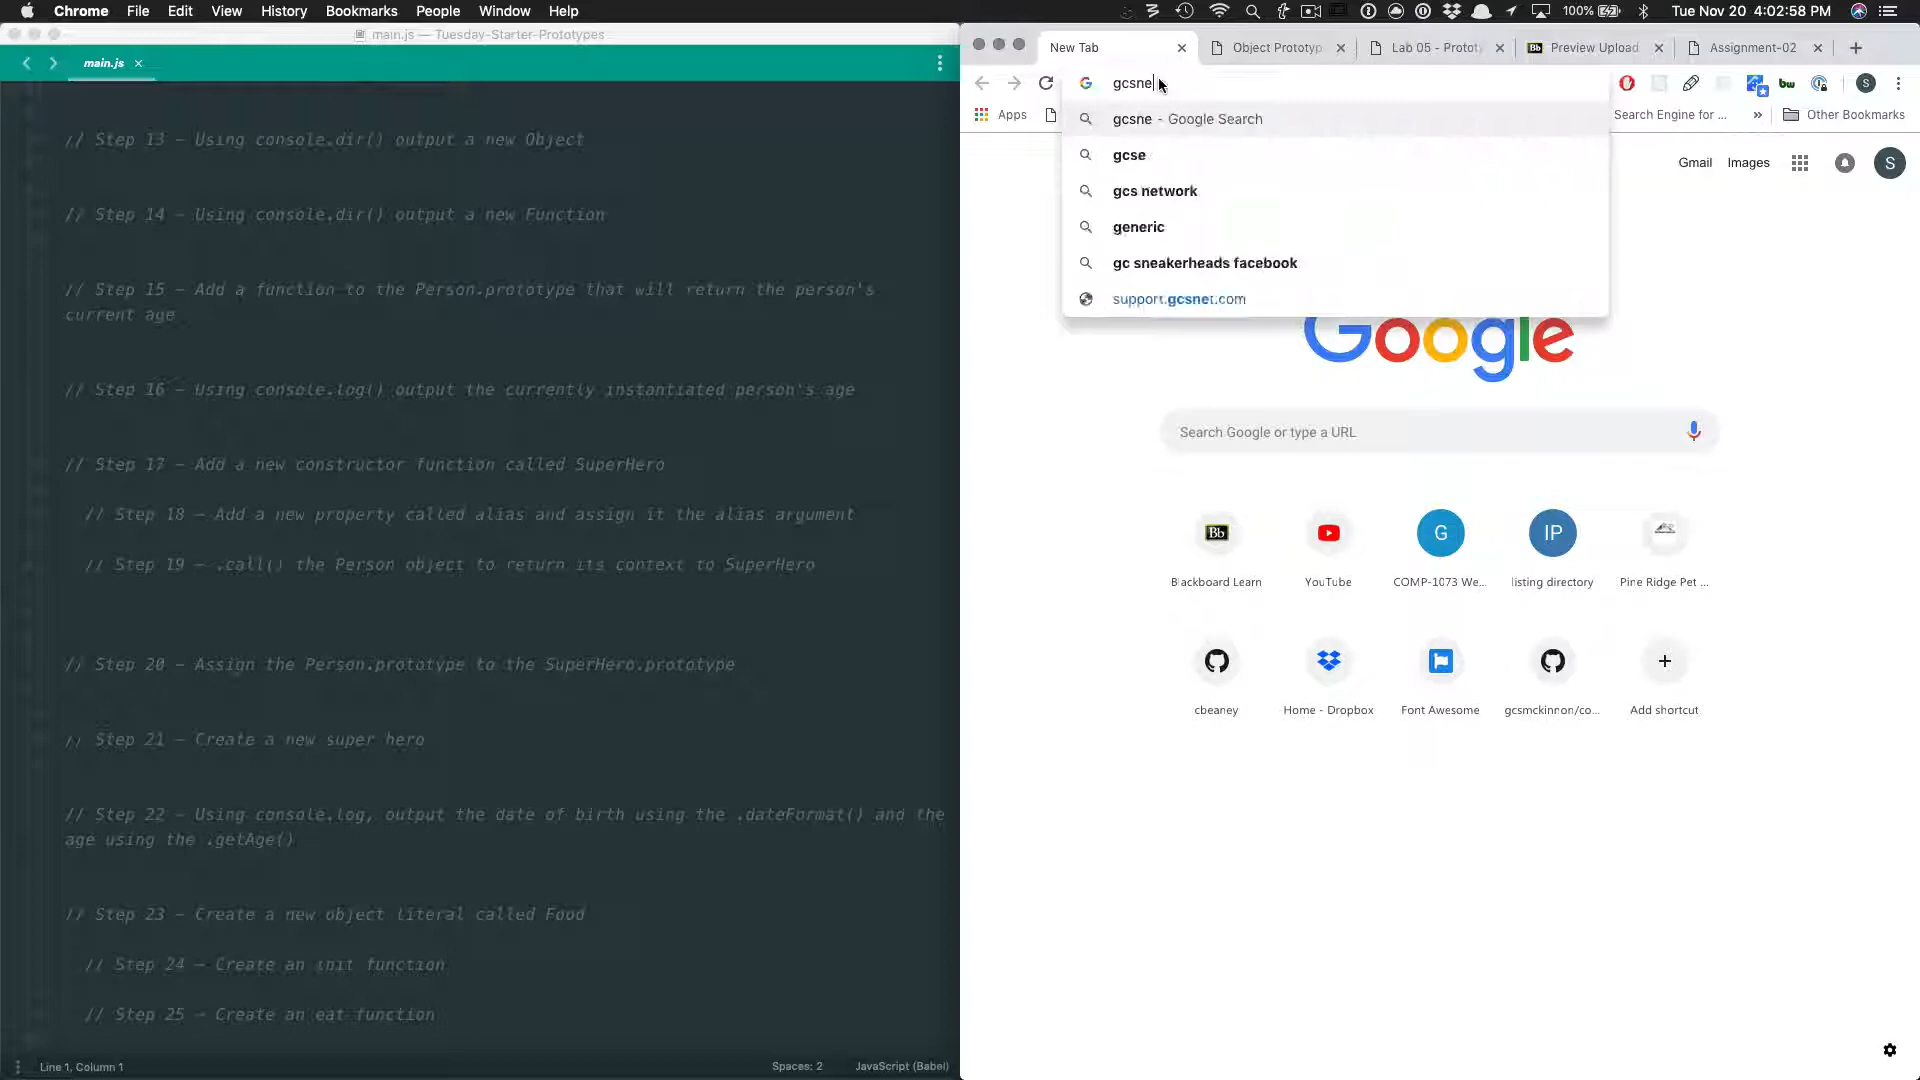 Chrome File Edit View History Bookmarks People Window Help
100% Tue Nov 20 4:02:58 PM
main.js — Tuesday-Starter-Prototypes
main.js
// Step 13 – Using console.dir() output a new Object
// Step 14 – Using console.dir() output a new Function
// Step 15 – Add a function to the Person.prototype that will return the person's
current age
// Step 16 – Using console.log() output the currently instantiated person's age
// Step 17 – Add a new constructor function called SuperHero
// Step 18 – Add a new property called alias and assign it the alias argument
// Step 19 – .call() the Person object to return its context to SuperHero
// Step 20 – Assign the Person.prototype to the SuperHero.prototype
// Step 21 – Create a new super hero
// Step 22 – Using console.log, output the date of birth using the .dateFormat() and the
age using the .getAge()
// Step 23 – Create a new object literal called Food
// Step 24 – Create an init function
// Step 25 – Create an eat function
Line 1, Column 1
Spaces: 2
JavaScript (Babel)
New Tab
Object Prototyp
Lab 05 - Protot
Bb Preview Upload
Assignment-02
gcsne
bw
S
Apps
Search Engine for ...
»
Other Bookmarks
gcsne - Google Search
gcse
gcs network
generic
gc sneakerheads facebook
support.gcsnet.com
Gmail Images
S
Google
Search Google or type a URL
Bb
G
IP
Blackboard Learn
YouTube
COMP-1073 We...
listing directory
Pine Ridge Pet ...
cbeaney
Home - Dropbox
Font Awesome
gcsmckinnon/co...
Add shortcut